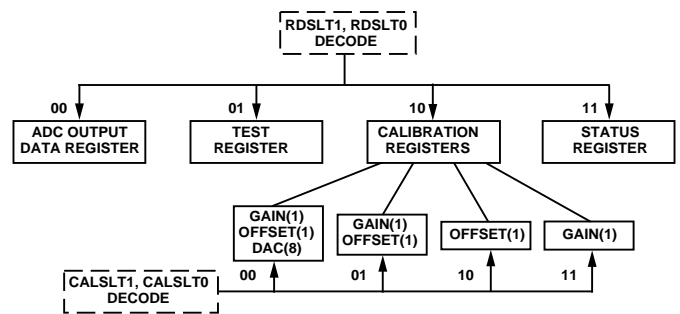 RDSLT1, RDSLT0
DECODE
00
01
10
11
ADC OUTPUT
DATA REGISTER
TEST
REGISTER
CALIBRATION
REGISTERS
STATUS
REGISTER
GAIN(1)
OFFSET(1)
DAC(8)
GAIN(1)
OFFSET(1)
OFFSET(1)
GAIN(1)
00
01
10
11
CALSLT1, CALSLT0
DECODE